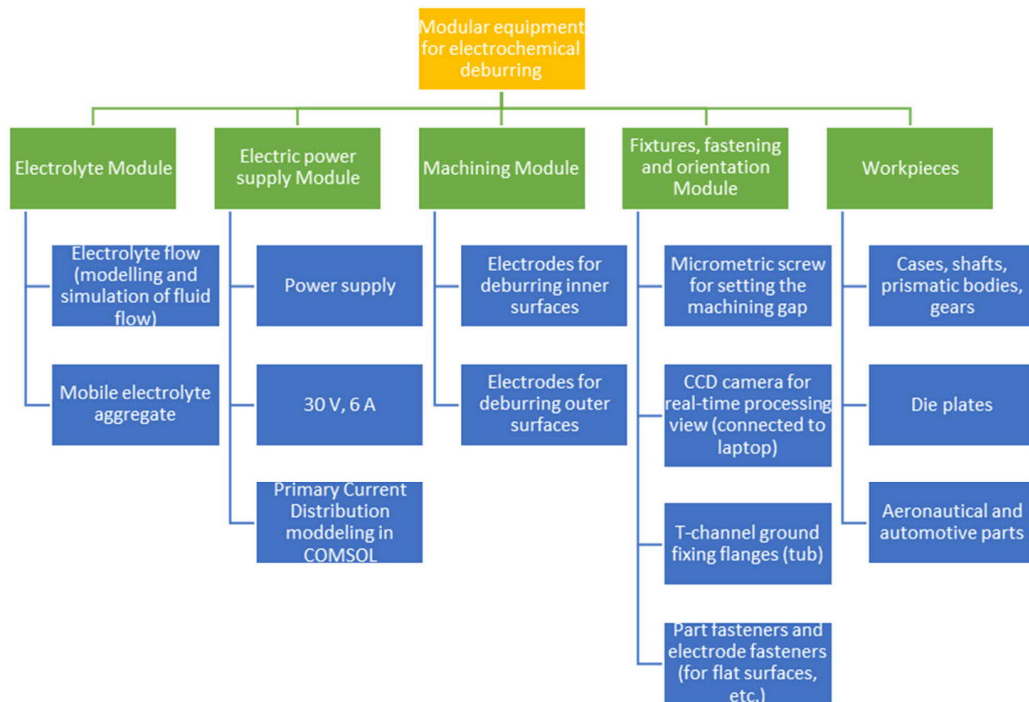 Modular equipment
for electrochemical
deburring
Electrolyte Module
Electric power
supply Module
Machining Module
Fixtures, fastening
and orientation
Module
Workpieces
Electrolyte flow
(modelling and
simulation of fluid
flow)
Mobile electrolyte
aggregate
Power supply
30 V, 6 A
Primary Current
Distribution
moddeling in
COMSOL
Electrodes for
deburring inner
surfaces
Electrodes for
deburring outer
surfaces
Micrometric screw
for setting the
machining gap
CCD camera for
real-time processing
view (connected to
laptop)
T-channel ground
fixing flanges (tub)
Part fasteners and
electrode fasteners
(for flat surfaces,
etc.)
Cases, shafts,
prismatic bodies,
gears
Die plates
Aeronautical and
automotive parts